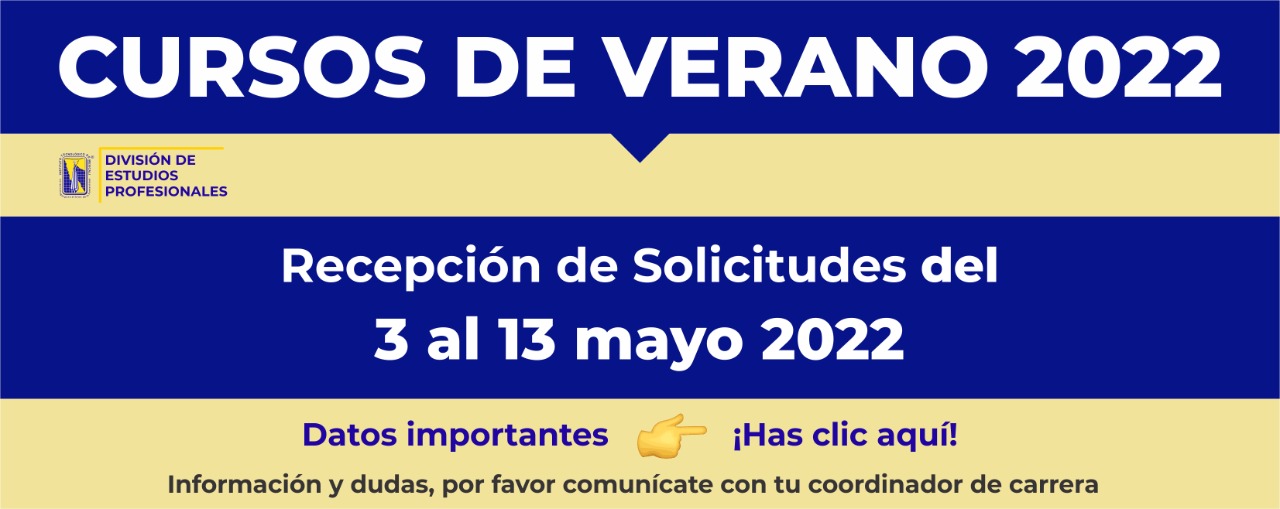 CURSOS DE VERANO 2022
DIVISIÓN DE
ESTUDIOS
PROFESIONALES
Recepción de Solicitudes del
3 al 13 mayo 2022
Datos importantes ¡Has clic aquí!
Información y dudas, por favor comunícate con tu coordinador de carrera